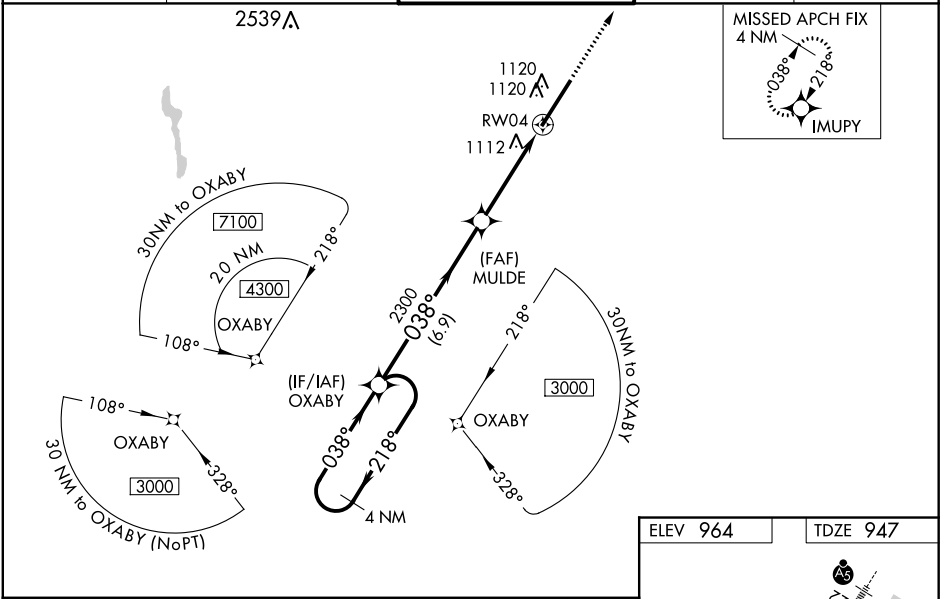 2539
MISSED APCH FIX
4 NM
038°
218°
IMUPY
1120
1120
RW04
1112
30NM to OXABY
7100
218°
20 NM
4300
OXABY
108°
(FAF)
MULDE
2300
038°
(6.9)
218°
30NM to OXABY
3000
OXABY
328°
(IF/IAF)
OXABY
038°
218°
4 NM
108°
OXABY
328°
3000
30 NM to OXABY (NoPT)
ELEV 964
TDZE 947
A5